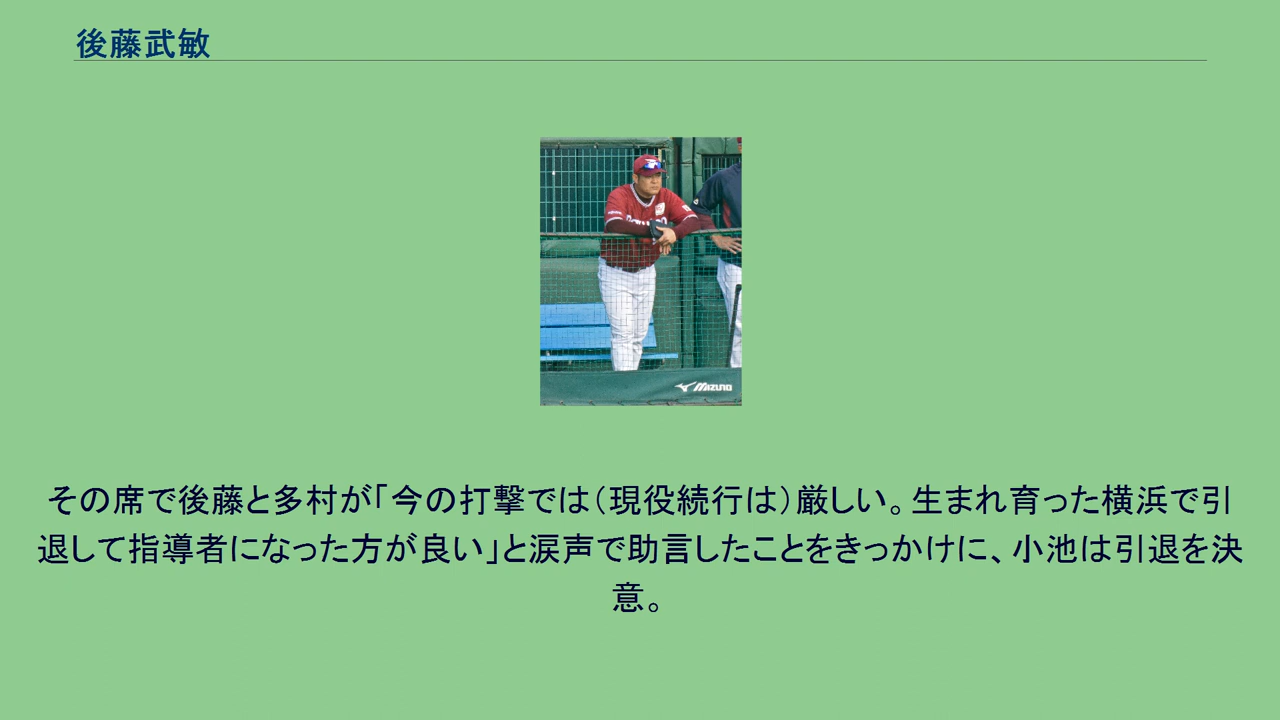 後藤武敏
MIZUNO
その席で後藤と多村が｢今の打撃では（現役続行は）厳しい。生まれ育った横浜で引
退して指導者になった方が良い｣と涙声で助言したことをきっかけに、小池は引退を決
意。